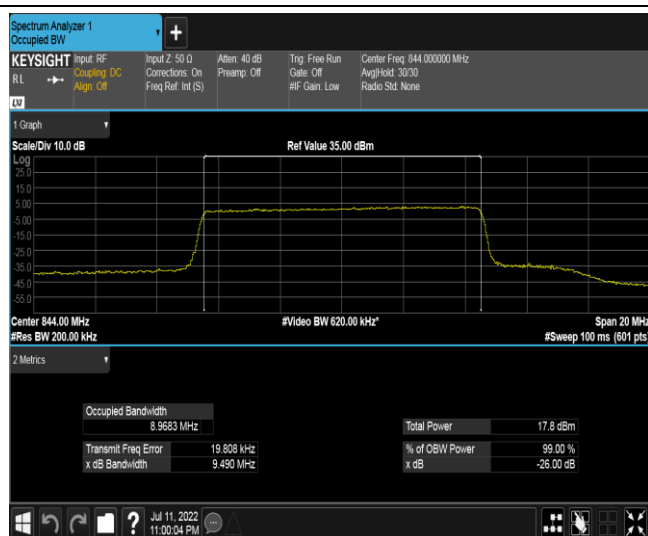 Spectrum Analyzer 1
Occupied BW
KEYSIGHT
RL
LXI
Input: RF
Coupling: DC
Align: Off
Input Z: 50 Ω
Corrections: On
Freq Ref: Int (S)
Atten: 40 dB
Preamp: Off
Trig: Free Run
Gate: Off
#IF Gain: Low
Center Freq: 844.000000 MHz
Avg|Hold: 30/30
Radio Std: None
1 Graph
Scale/Div 10.0 dB
Ref Value 35.00 dBm
Log
25.0
15.0
5.00
-5.00
-15.0
-25.0
-35.0
-45.0
-55.0
Center 844.00 MHz
#Video BW 620.00 kHz*
Span 20 MHz
#Res BW 200.00 kHz
#Sweep 100 ms (601 pts)
2 Metrics
Occupied Bandwidth
8.9683 MHz
Total Power 17.8 dBm
Transmit Freq Error 19.808 kHz
% of OBW Power 99.00 %
x dB Bandwidth 9.490 MHz
x dB -26.00 dB
Jul 11, 2022
11:00:04 PM